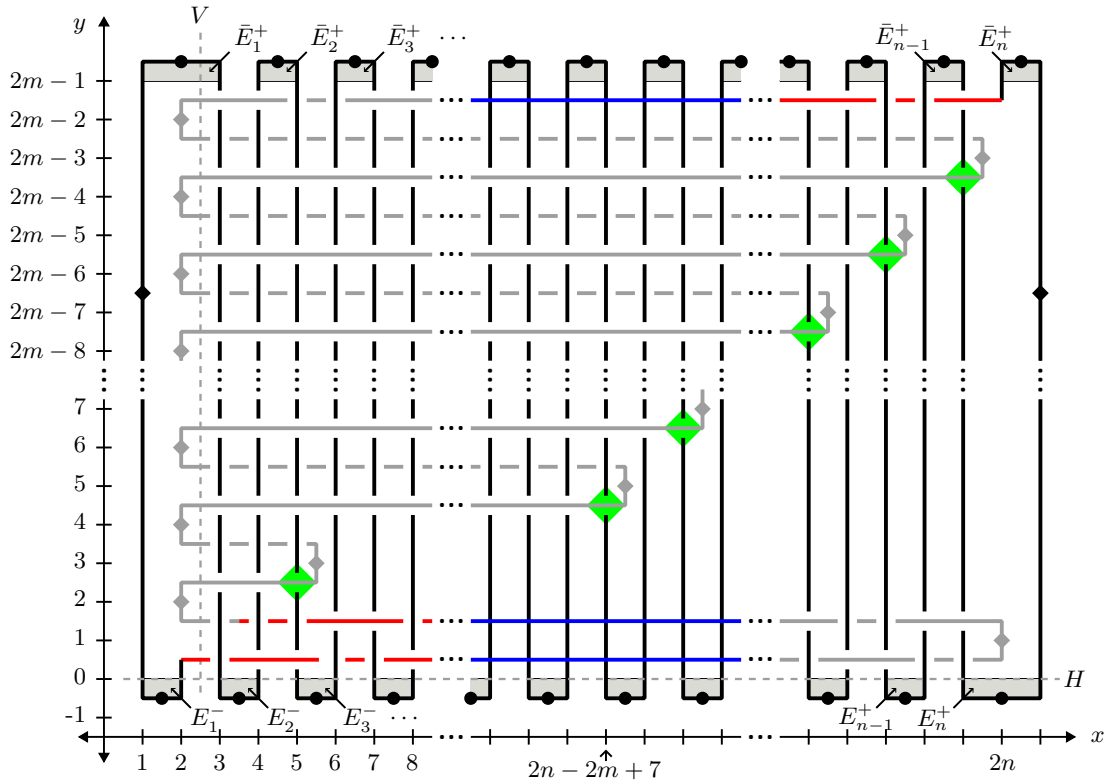 y V
Ē₁⁺ Ē₂⁺ Ē₃⁺ ··· Ē₍ₙ₋₁₎⁺ Ēₙ⁺
2m − 1
2m − 2
2m − 3
2m − 4
2m − 5
2m − 6
2m − 7
2m − 8
7
6
5
4
3
2
1
0 H
-1 E₁⁻ E₂⁻ E₃⁻ ··· E₍ₙ₋₁₎⁺ Eₙ⁺
x
1 2 3 4 5 6 7 8 2n − 2m + 7 2n